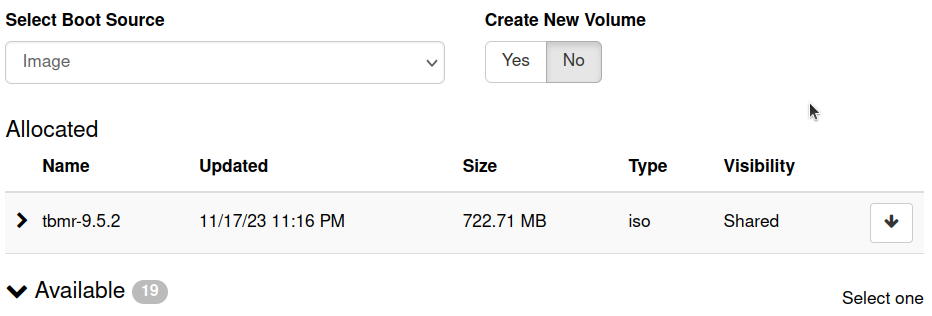 Select Boot Source Create New Volume
Image Yes No
Allocated
Name Updated Size Type Visibility
tbmr-9.5.2 11/17/23 11:16 PM 722.71 MB iso Shared
Available 19
Select one